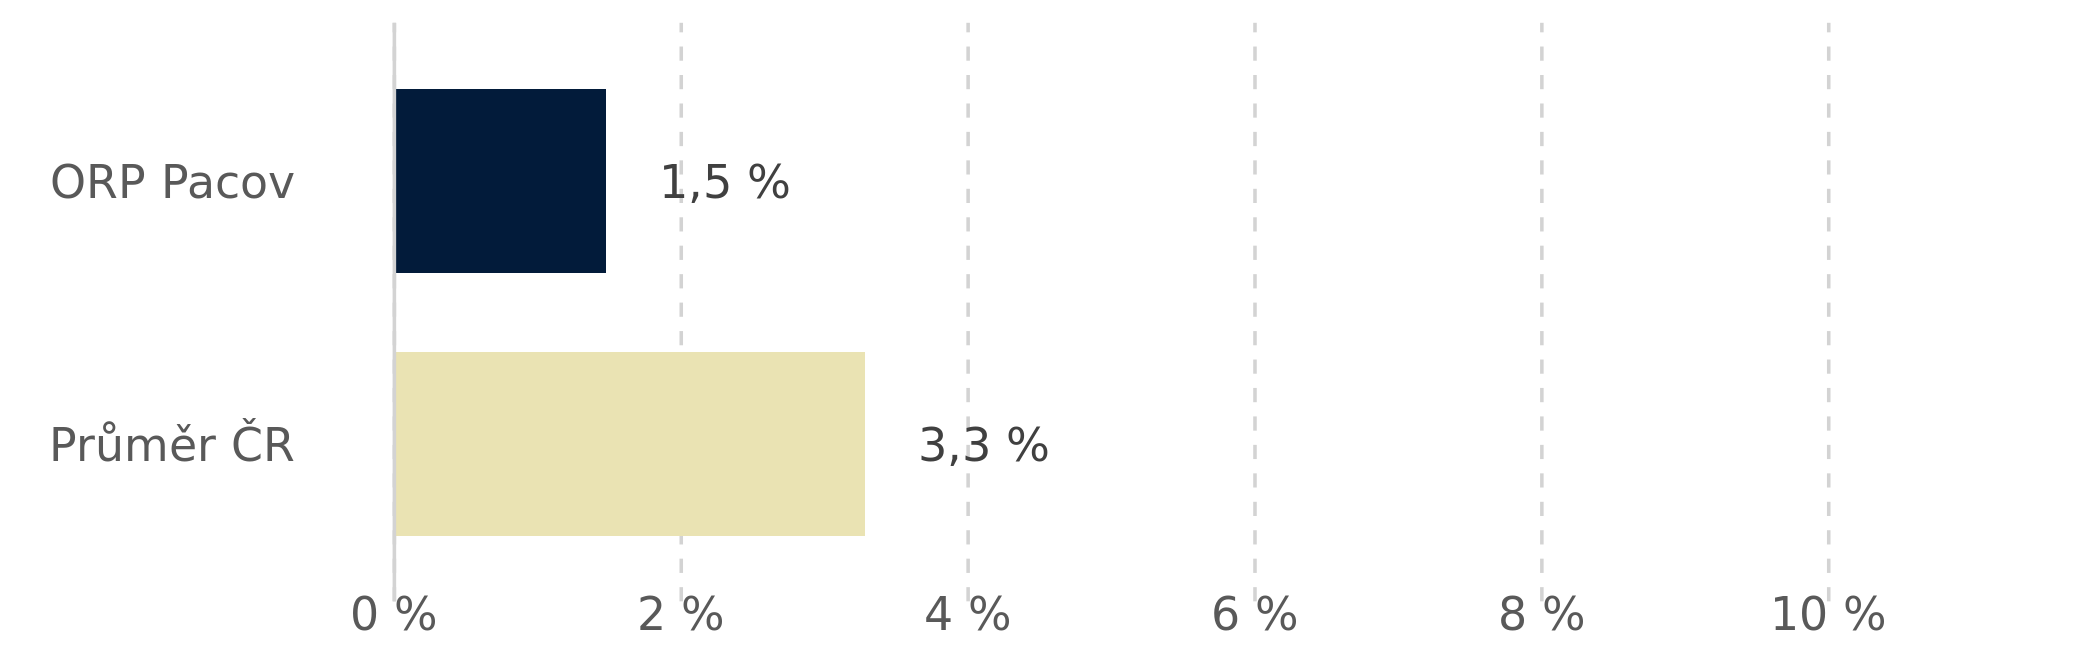 ORP Pacov
1,5 %
Průměr ČR
3,3 %
0 % 2 % 4 % 6 % 8 % 10 %